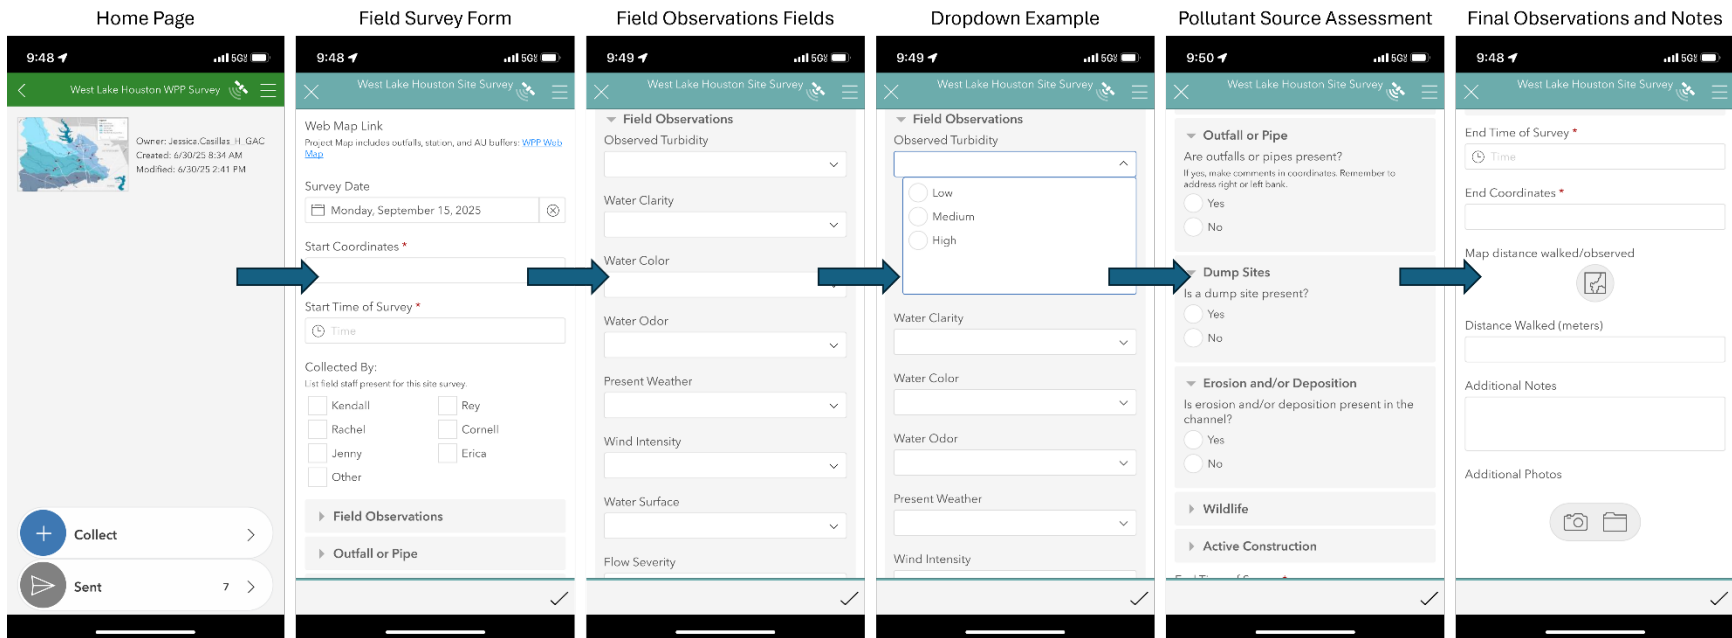 Home Page
9:48
5G
West Lake Houston WPP Survey
Owner: Jessica.Casillas_H_GAC
Created: 6/30/25 8:34 AM
Modified: 6/30/25 2:41 PM
Collect
Sent 7
Field Survey Form
9:48
5G
West Lake Houston Site Survey
Web Map Link
Project Map includes outfalls, station, and AU buffers: WPP Web
Map
Survey Date
Monday, September 15, 2025
Start Coordinates *
Start Time of Survey *
Time
Collected By:
List field staff present for this site survey.
Kendall Rey
Rachel Cornell
Jenny Erica
Other
Field Observations
Outfall or Pipe
Field Observations Fields
9:49
5G
West Lake Houston Site Survey
Field Observations
Observed Turbidity
Water Clarity
Water Color
Water Odor
Present Weather
Wind Intensity
Water Surface
Flow Severity
Dropdown Example
9:49
5G
West Lake Houston Site Survey
Field Observations
Observed Turbidity
Low
Medium
High
Water Clarity
Water Color
Water Odor
Present Weather
Wind Intensity
Pollutant Source Assessment
9:50
5G
West Lake Houston Site Survey
Outfall or Pipe
Are outfalls or pipes present?
If yes, make comments in coordinates. Remember to
address right or left bank.
Yes
No
Dump Sites
Is a dump site present?
Yes
No
Erosion and/or Deposition
Is erosion and/or deposition present in the
channel?
Yes
No
Wildlife
Active Construction
Final Observations and Notes
9:48
5G
West Lake Houston Site Survey
End Time of Survey *
Time
End Coordinates *
Map distance walked/observed
Distance Walked (meters)
Additional Notes
Additional Photos